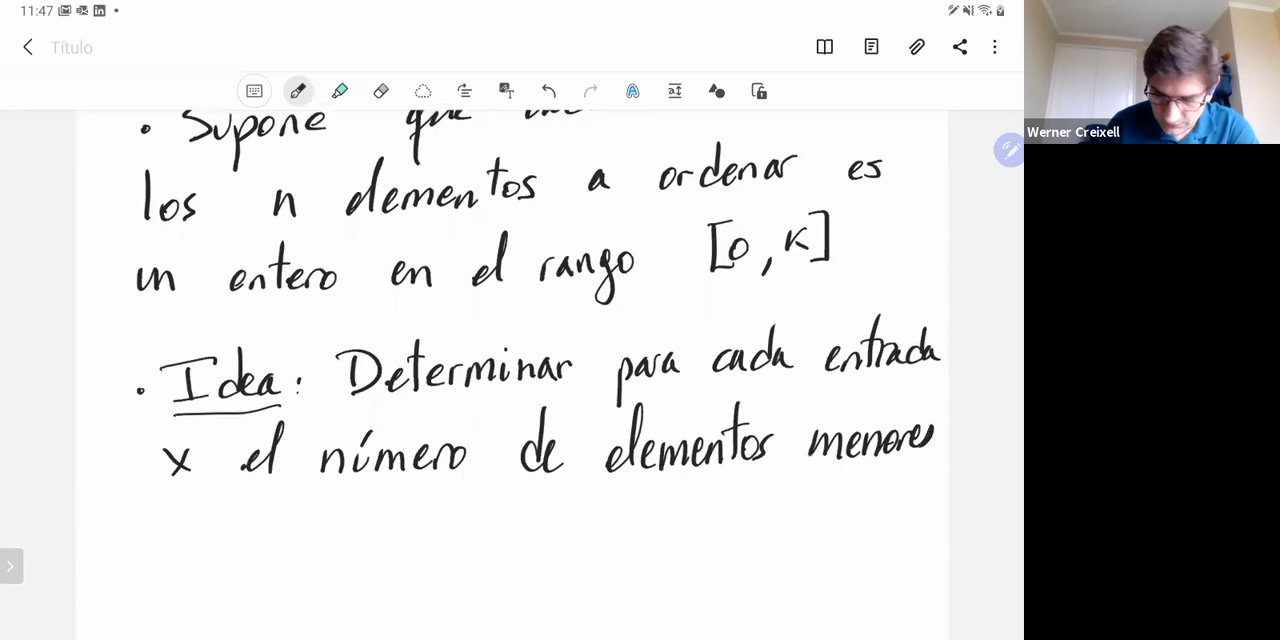 11:47
Título
Werner Creixell
• Supone que
los n elementos a ordenar es
un entero en el rango [0, K]
• Idea: Determinar para cada entrada
x el número de elementos menores